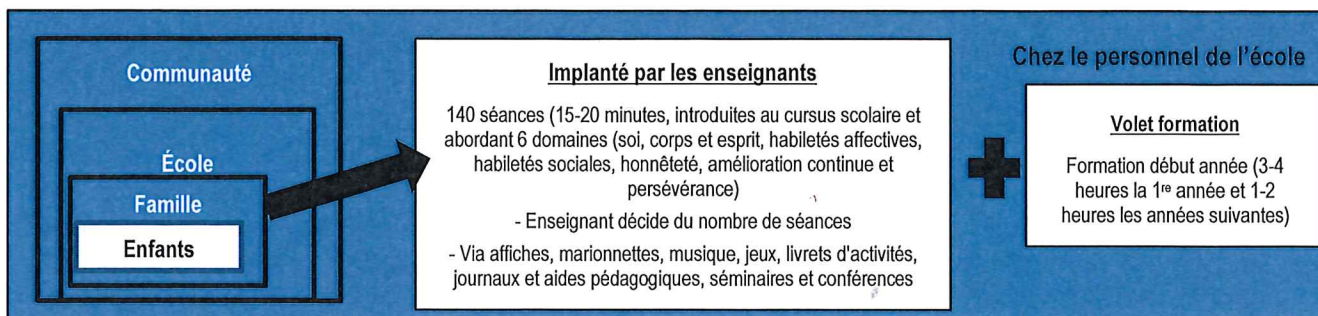 Communauté
École
Famille
Enfants
Implanté par les enseignants
140 séances (15-20 minutes, introduites au cursus scolaire et
abordant 6 domaines (soi, corps et esprit, habiletés affectives,
habiletés sociales, honnêteté, amélioration continue et
persévérance)
- Enseignant décide du nombre de séances
- Via affiches, marionnettes, musique, jeux, livrets d'activités,
journaux et aides pédagogiques, séminaires et conférences
Chez le personnel de l'école
Volet formation
Formation début année (3-4
heures la 1re année et 1-2
heures les années suivantes)